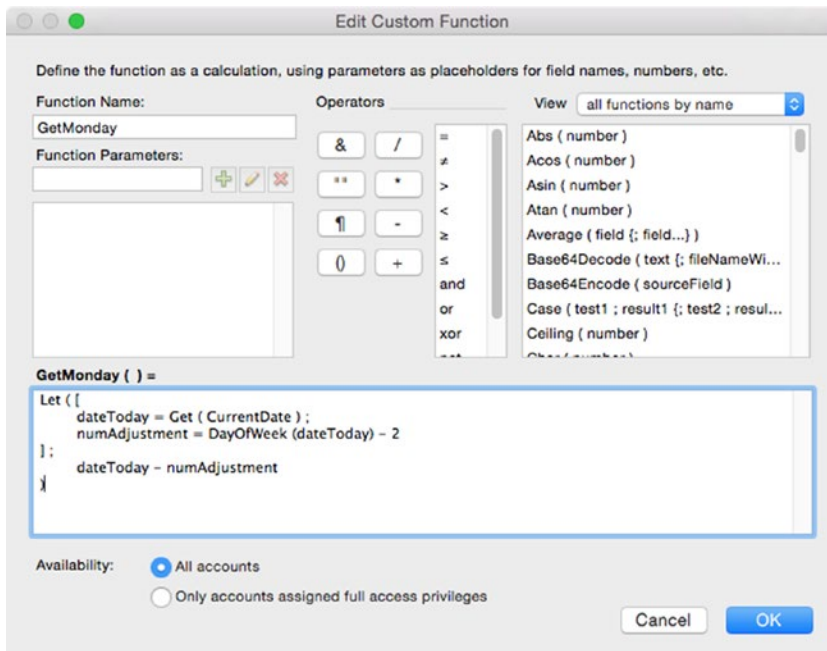 Edit Custom Function
Define the function as a calculation, using parameters as placeholders for field names, numbers, etc.
Function Name:
GetMonday
Function Parameters:
Operators
& /
"" *
¶ -
() +
=
≠
>
<
≥
≤
and
or
xor
View all functions by name
Abs ( number )
Acos ( number )
Asin ( number )
Atan ( number )
Average ( field {; field...} )
Base64Decode ( text {; fileNameWi...
Base64Encode ( sourceField )
Case ( test1 ; result1 {; test2 ; resul...
Ceiling ( number )
GetMonday ( ) =
Let ( [
dateToday = Get ( CurrentDate ) ;
numAdjustment = DayOfWeek (dateToday) - 2
] ;
dateToday - numAdjustment
)
Availability:
All accounts
Only accounts assigned full access privileges
Cancel OK